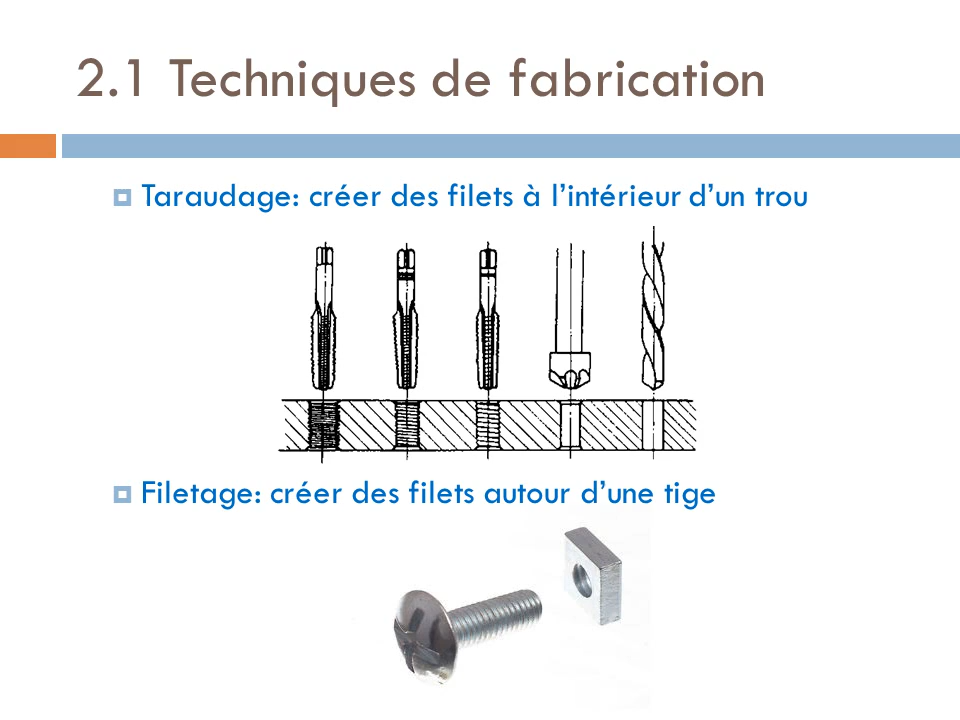 2.1 Techniques de fabrication
Taraudage: créer des filets à l’intérieur d’un trou
Filetage: créer des filets autour d’une tige